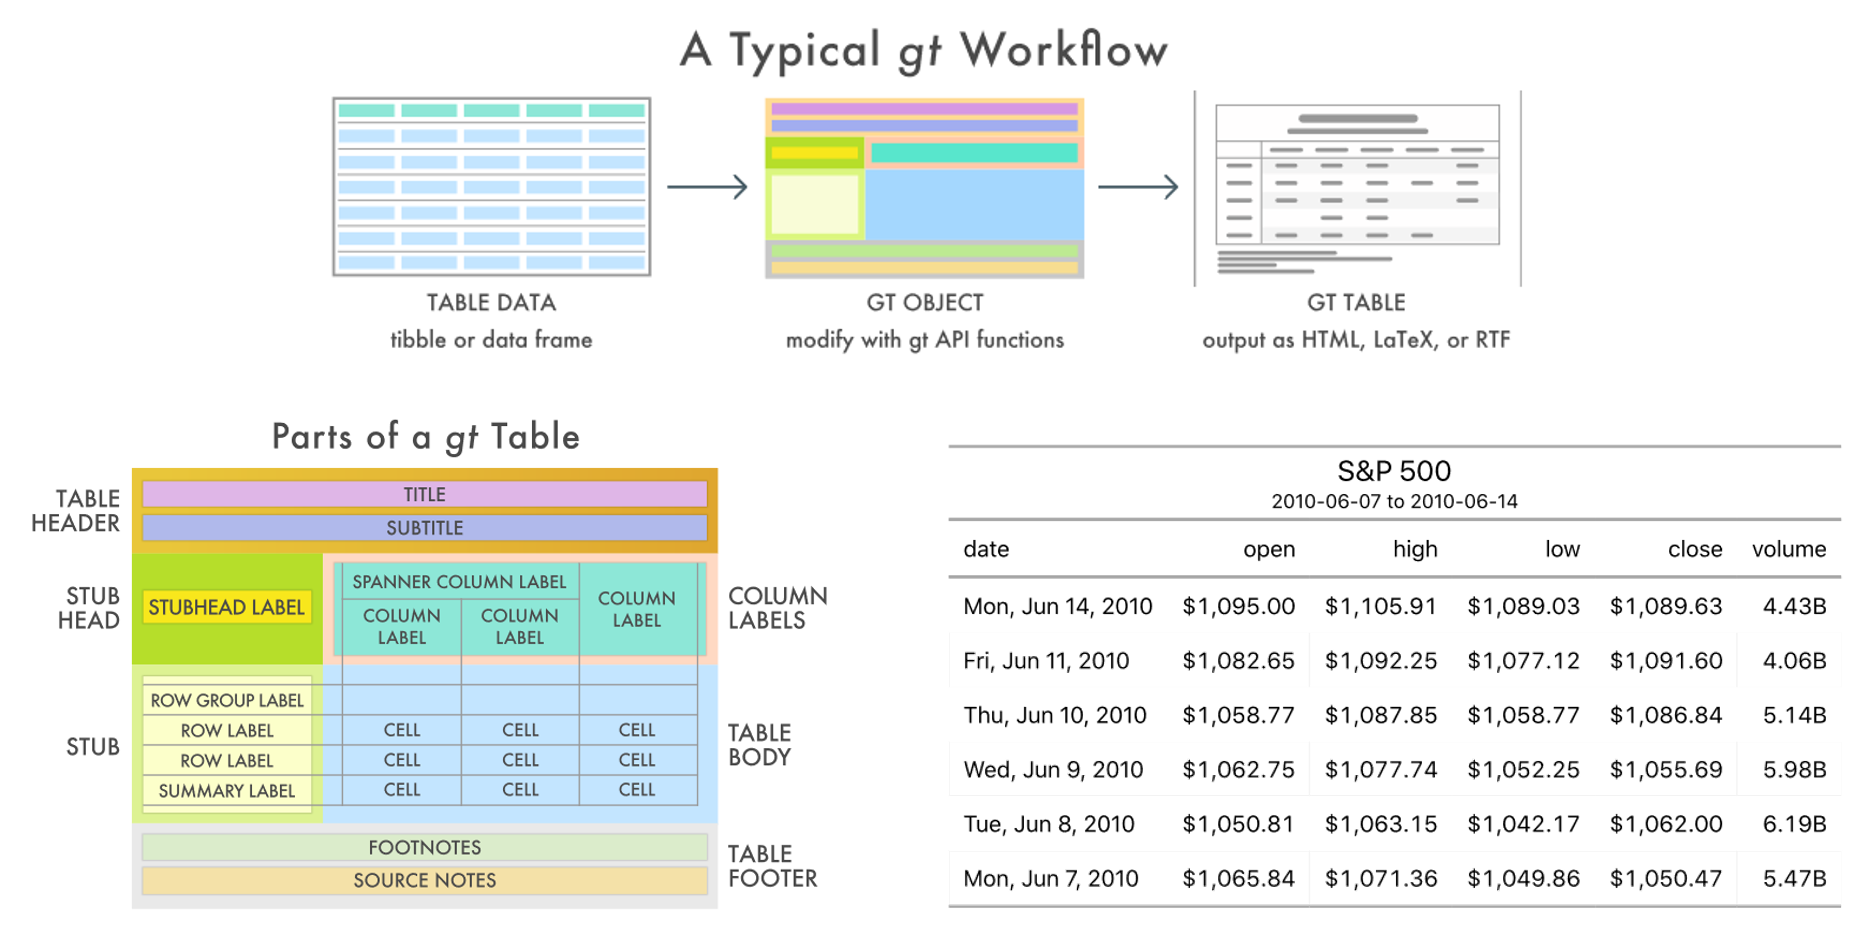 A Typical gt Workflow
TABLE DATA
tibble or data frame
GT OBJECT
modify with gt API functions
GT TABLE
output as HTML, LaTeX, or RTF
Parts of a gt Table
TABLE
HEADER
TITLE
SUBTITLE
STUB
HEAD
STUBHEAD LABEL
SPANNER COLUMN LABEL
COLUMN
LABEL
COLUMN
LABEL
COLUMN
LABEL
COLUMN
LABELS
STUB
ROW GROUP LABEL
ROW LABEL CELL CELL CELL
ROW LABEL CELL CELL CELL
SUMMARY LABEL CELL CELL CELL
TABLE
BODY
FOOTNOTES
SOURCE NOTES
TABLE
FOOTER
S&P 500
2010-06-07 to 2010-06-14
date open high low close volume
Mon, Jun 14, 2010 $1,095.00 $1,105.91 $1,089.03 $1,089.63 4.43B
Fri, Jun 11, 2010 $1,082.65 $1,092.25 $1,077.12 $1,091.60 4.06B
Thu, Jun 10, 2010 $1,058.77 $1,087.85 $1,058.77 $1,086.84 5.14B
Wed, Jun 9, 2010 $1,062.75 $1,077.74 $1,052.25 $1,055.69 5.98B
Tue, Jun 8, 2010 $1,050.81 $1,063.15 $1,042.17 $1,062.00 6.19B
Mon, Jun 7, 2010 $1,065.84 $1,071.36 $1,049.86 $1,050.47 5.47B